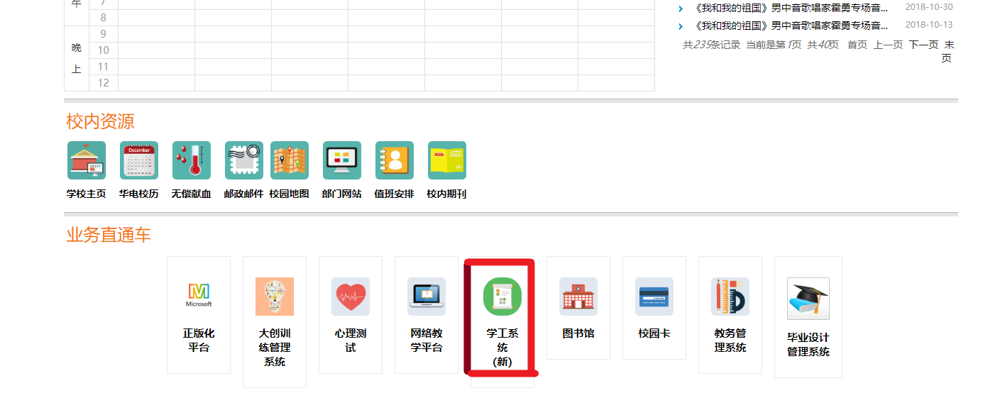 午
7
8
9
晚
10
上
11
12
《我和我的祖国》男中音歌唱家霍勇专场音... 2018-10-30
《我和我的祖国》男中音歌唱家霍勇专场音... 2018-10-13
共235条记录 当前是第1页 共40页 首页 上一页 下一页 末
页
校内资源
December
学校主页 华电校历 无偿献血 邮政邮件 校园地图 部门网站 值班安排 校内期刊
业务直通车
Microsoft
正版化
平台
大创训
练管理
系统
心理测
试
网络教
学平台
学工系
统
(新)
图书馆
校园卡
教务管
理系统
毕业设计
管理系统